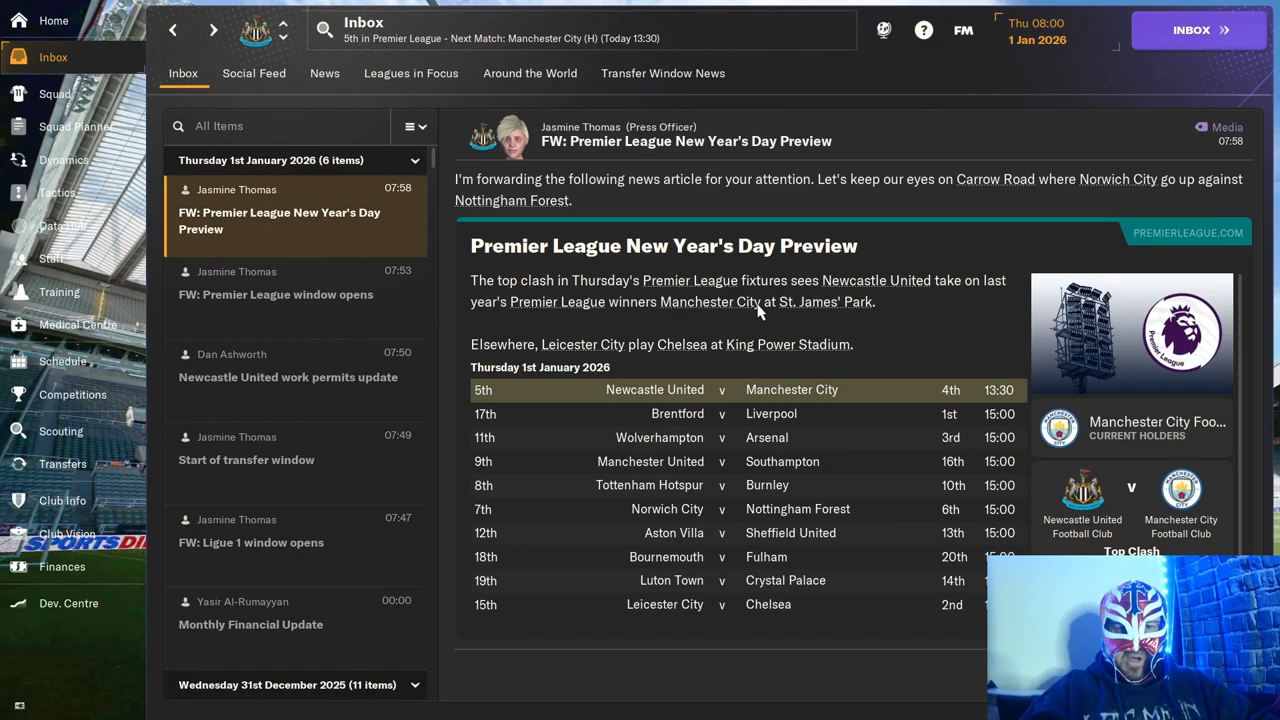 Home
Inbox
Squad
Squad Planner
Dynamics
Tactics
Data Hub
Staff
Training
Medical Centre
Schedule
Competitions
Scouting
Transfers
Club Info
Club Vision
SPORTS DI
Finances
Dev. Centre
Inbox
5th in Premier League - Next Match: Manchester City (H) (Today 13:30)
FM
Thu 08:00
1 Jan 2026
INBOX
Inbox
Social Feed
News
Leagues in Focus
Around the World
Transfer Window News
All Items
Thursday 1st January 2026 (6 items)
Jasmine Thomas 07:58
FW: Premier League New Year's Day
Preview
Jasmine Thomas 07:53
FW: Premier League window opens
Dan Ashworth 07:50
Newcastle United work permits update
Jasmine Thomas 07:49
Start of transfer window
Jasmine Thomas 07:47
FW: Ligue 1 window opens
Yasir Al-Rumayyan 00:00
Monthly Financial Update
Wednesday 31st December 2025 (11 items)
Jasmine Thomas (Press Officer)
FW: Premier League New Year's Day Preview
Media
07:58
I'm forwarding the following news article for your attention. Let's keep our eyes on Carrow Road where Norwich City go up against
Nottingham Forest.
PREMIERLEAGUE.COM
Premier League New Year's Day Preview
The top clash in Thursday's Premier League fixtures sees Newcastle United take on last
year's Premier League winners Manchester City at St. James' Park.
Elsewhere, Leicester City play Chelsea at King Power Stadium.
Thursday 1st January 2026
5th Newcastle United v Manchester City 4th 13:30
17th Brentford v Liverpool 1st 15:00
11th Wolverhampton v Arsenal 3rd 15:00
9th Manchester United v Southampton 16th 15:00
8th Tottenham Hotspur v Burnley 10th 15:00
7th Norwich City v Nottingham Forest 6th 15:00
12th Aston Villa v Sheffield United 13th 15:00
18th Bournemouth v Fulham 20th 15:00
19th Luton Town v Crystal Palace 14th
15th Leicester City v Chelsea 2nd
Premier League
Manchester City Foo...
CURRENT HOLDERS
v
Newcastle United
Football Club
Manchester City
Football Club
Top Clash